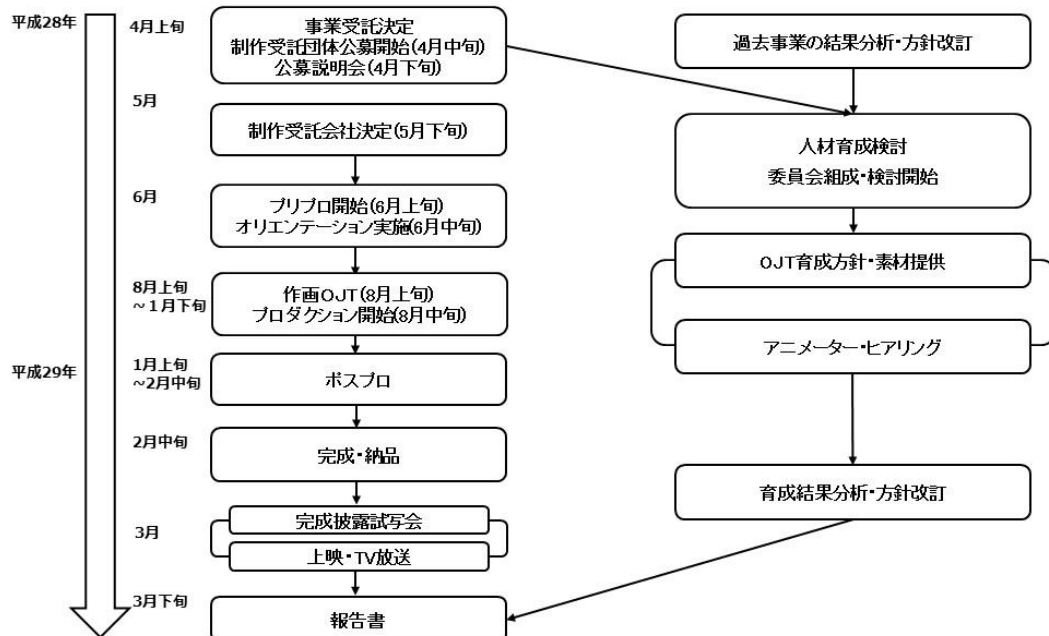 平成28年
4月上旬
事業受託決定
制作受託団体公募開始(4月中旬)
公募説明会(4月下旬)
5月
制作受託会社決定(5月下旬)
6月
プリプロ開始(6月上旬)
オリエンテーション実施(6月中旬)
8月上旬
～1月下旬
作画OJT(8月上旬)
プロダクション開始(8月中旬)
平成29年
1月上旬
～2月中旬
ポスプロ
2月中旬
完成・納品
3月
完成披露試写会
上映・TV放送
3月下旬
報告書
過去事業の結果分析・方針改訂
人材育成検討
委員会組成・検討開始
OJT育成方針・素材提供
アニメーター・ヒアリング
育成結果分析・方針改訂